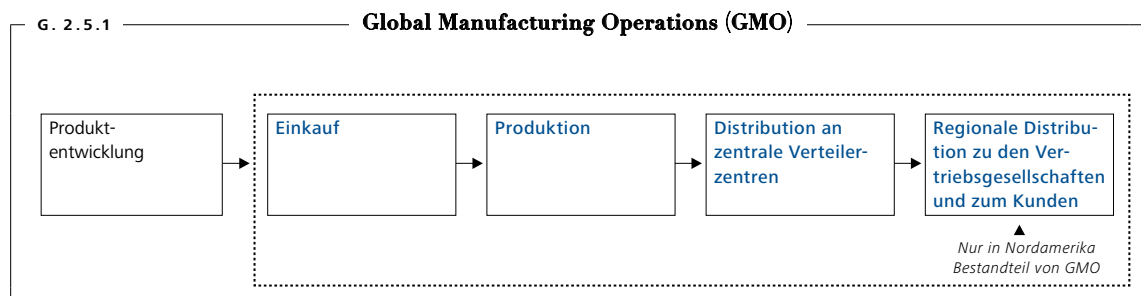 G. 2.5.1
Global Manufacturing Operations (GMO)
Produkt-
entwicklung
Einkauf
Produktion
Distribution an
zentrale Verteiler-
zentren
Regionale Distribu-
tion zu den Ver-
triebsgesellschaften
und zum Kunden
Nur in Nordamerika
Bestandteil von GMO